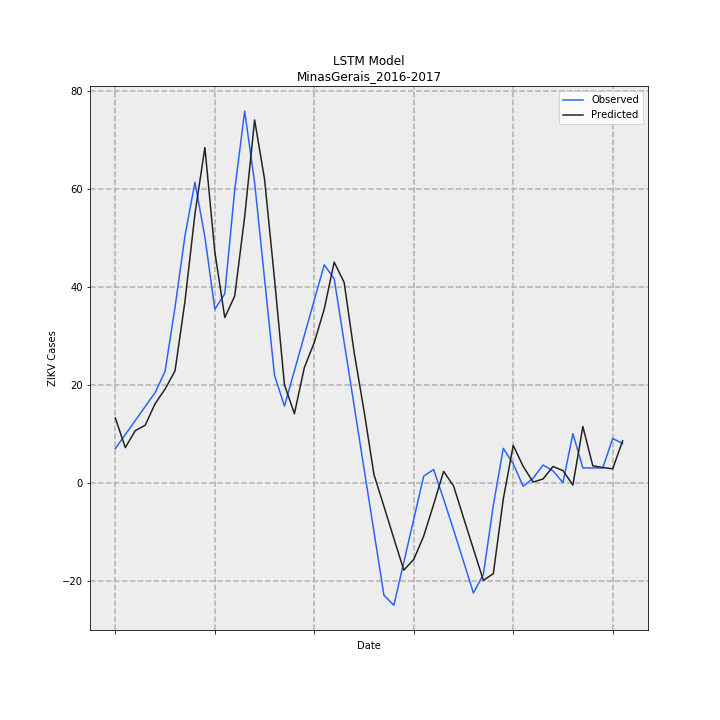 LSTM Model
MinasGerais_2016-2017
Observed
Predicted
80
60
40
20
0
−20
ZIKV Cases
Date